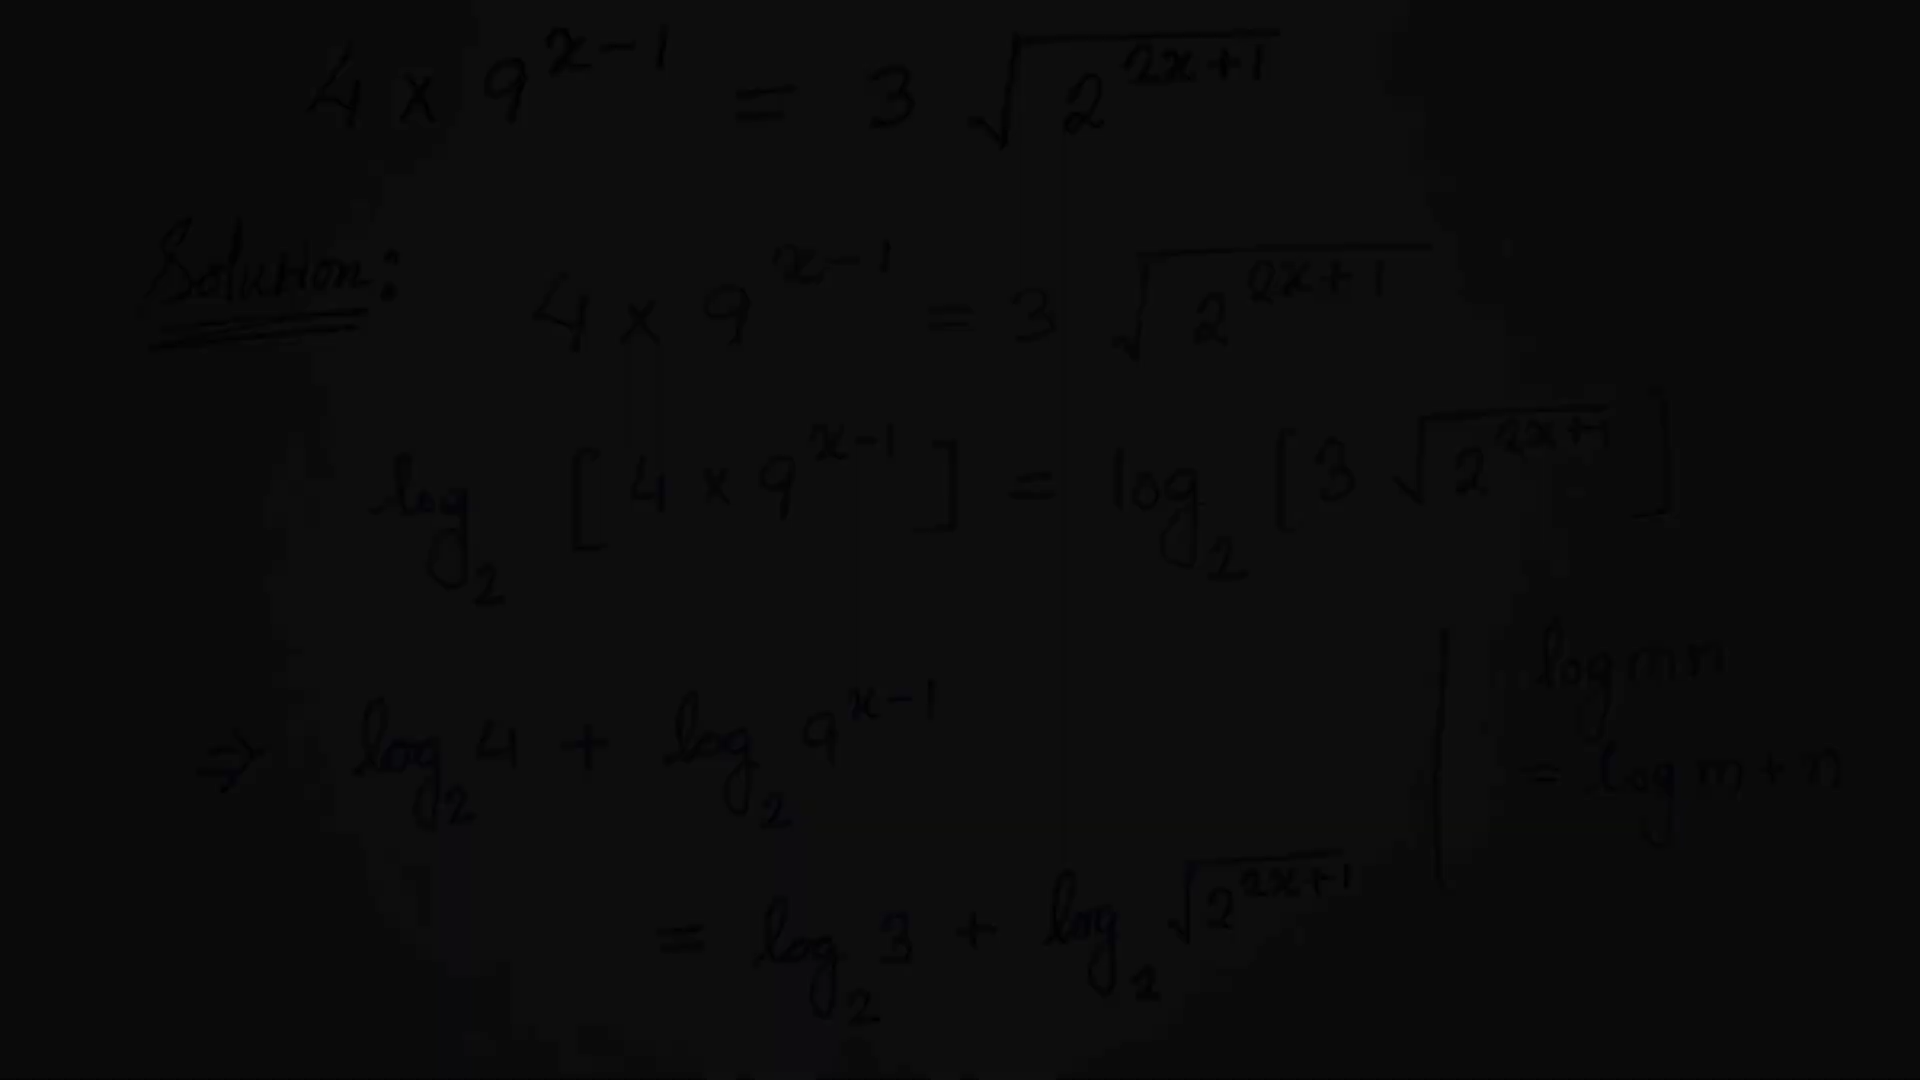 4 × 9^{x-1} = 3 √(2^{2x+1})
Solution: 4 × 9^{x-1} = 3 √(2^{2x+1})
log_2 [4 × 9^{x-1}] = log_2 [3 √(2^{2x+1})]
⇒ log_2 4 + log_2 9^{x-1}
= log_2 3 + log_2 √(2^{2x+1})
log mn
= log m + n